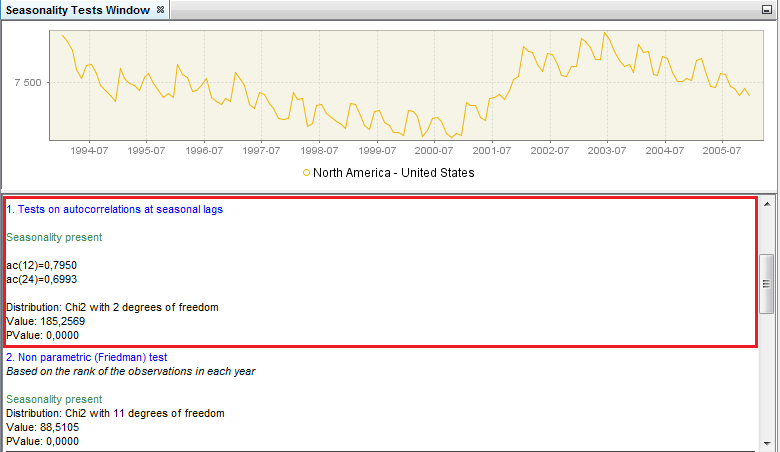 Seasonality Tests Window
7 500
1994-07 1995-07 1996-07 1997-07 1998-07 1999-07 2000-07 2001-07 2002-07 2003-07 2004-07 2005-07
North America - United States
1. Tests on autocorrelations at seasonal lags
Seasonality present
ac(12)=0,7950
ac(24)=0,6993
Distribution: Chi2 with 2 degrees of freedom
Value: 185,2569
PValue: 0,0000
2. Non parametric (Friedman) test
Based on the rank of the observations in each year
Seasonality present
Distribution: Chi2 with 11 degrees of freedom
Value: 88,5105
PValue: 0,0000